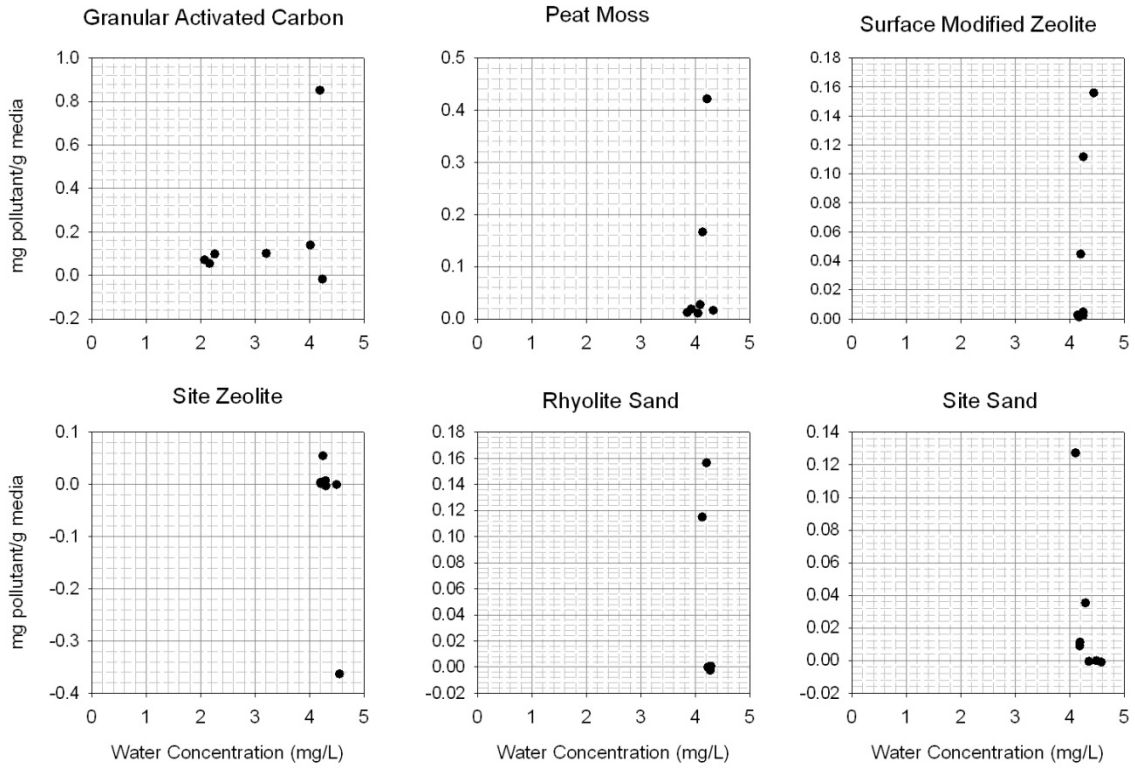 Granular Activated Carbon
Peat Moss
Surface Modified Zeolite
mg pollutant/g media
1.0
0.8
0.6
0.4
0.2
0.0
-0.2
0 1 2 3 4 5
0.5
0.4
0.3
0.2
0.1
0.0
0 1 2 3 4 5
0.18
0.16
0.14
0.12
0.10
0.08
0.06
0.04
0.02
0.00
0 1 2 3 4 5
Site Zeolite
Rhyolite Sand
Site Sand
mg pollutant/g media
0.1
0.0
-0.1
-0.2
-0.3
-0.4
0 1 2 3 4 5
Water Concentration (mg/L)
0.18
0.16
0.14
0.12
0.10
0.08
0.06
0.04
0.02
0.00
-0.02
0 1 2 3 4 5
Water Concentration (mg/L)
0.14
0.12
0.10
0.08
0.06
0.04
0.02
0.00
-0.02
0 1 2 3 4 5
Water Concentration (mg/L)